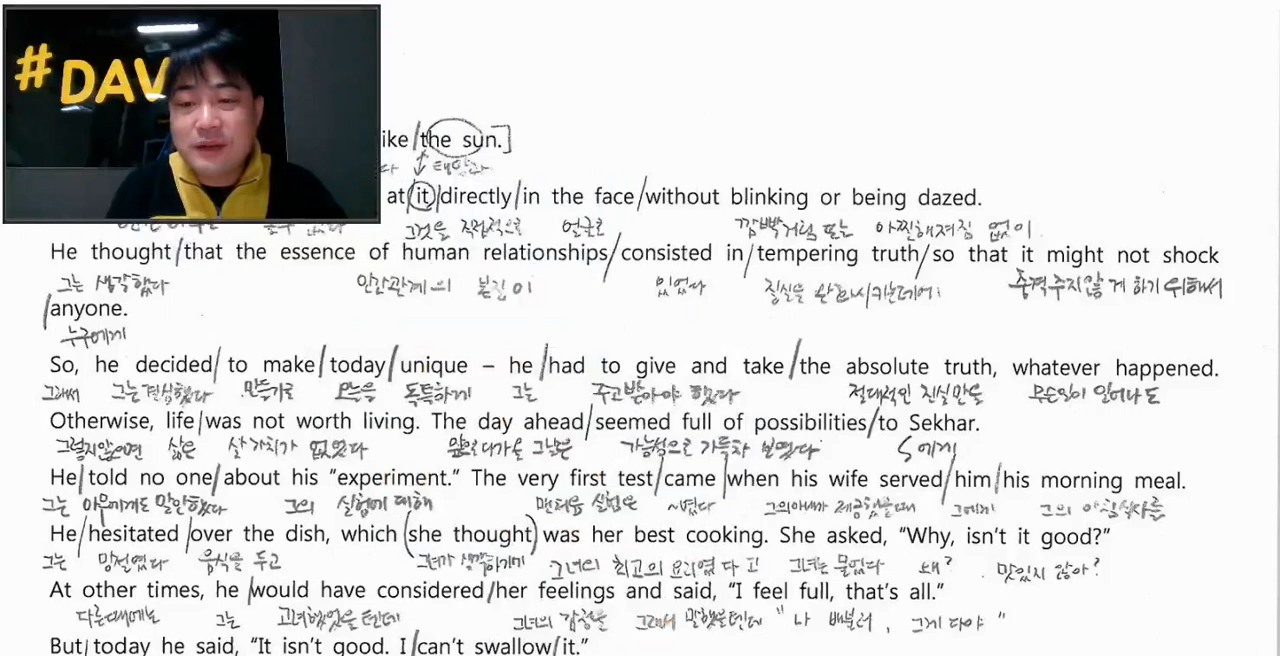 #DAV
ike the sun.]
태양과
at it directly in the face without blinking or being dazed.
그것을 직접적으로 얼굴로 깜빡거림 또는 아찔해져짐 없이
He thought that the essence of human relationships consisted in tempering truth so that it might not shock
그는 생각했다 인간관계의 본질이 있었다 진실을 완화시키는데에 충격주지않게 하기 위해서
anyone.
누구에게
So, he decided to make today unique – he had to give and take the absolute truth, whatever happened.
그래서 그는 결심했다 만들기로 오늘을 독특하게 그는 주고받아야 했다 절대적인 진실만을 무슨일이 일어나도
Otherwise, life was not worth living. The day ahead seemed full of possibilities to Sekhar.
그렇지않으면 삶은 살 가치가 없었다 앞으로 다가올 그날은 가능성으로 가득차 보였다 S에게
He told no one about his “experiment.” The very first test came when his wife served him his morning meal.
그는 아무에게도 말안했다 그의 실험에 대해 맨처음 실험은 ~였다 그의아내가 제공했을때 그에게 그의 아침식사를
He hesitated over the dish, which (she thought) was her best cooking. She asked, “Why, isn’t it good?”
그는 망설였다 음식을 두고 그녀가 생각하기에 그녀의 최고의 요리였다고 그녀는 물었다 왜? 맛있지 않아?
At other times, he would have considered her feelings and said, “I feel full, that’s all.”
다른때에는 그는 고려했었을텐데 그녀의 감정을 그래서 말했을텐데 “나 배불러, 그게 다야”
But today he said, “It isn’t good. I can’t swallow it.”